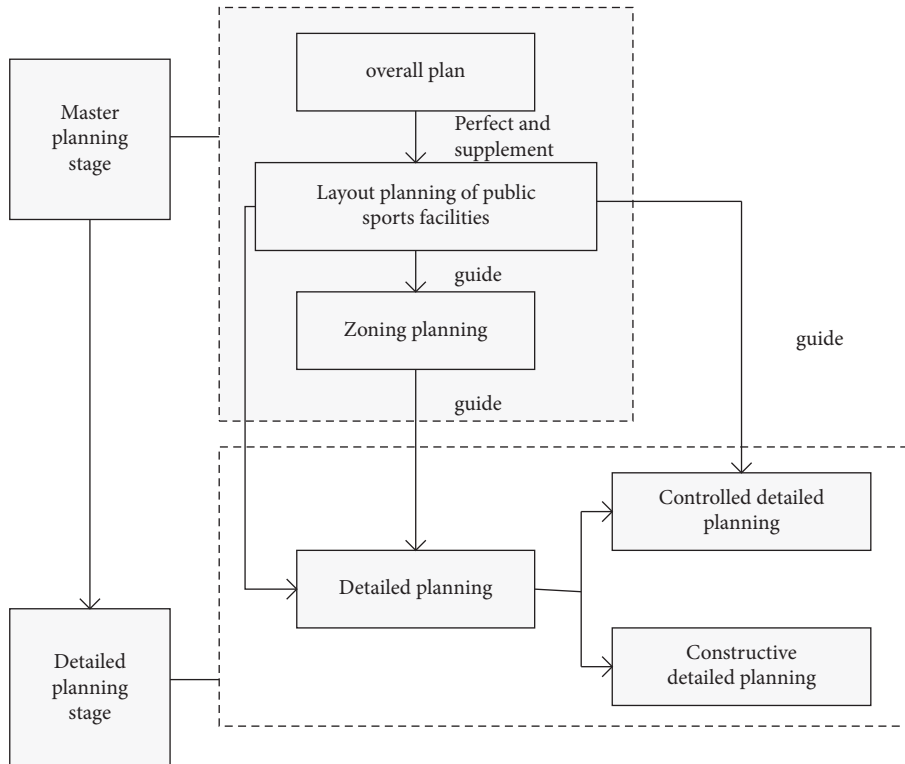 overall plan
Master
planning
stage
Perfect and
supplement
Layout planning of public
sports facilities
guide
Zoning planning
guide
guide
Controlled detailed
planning
Detailed planning
Constructive
detailed planning
Detailed
planning
stage